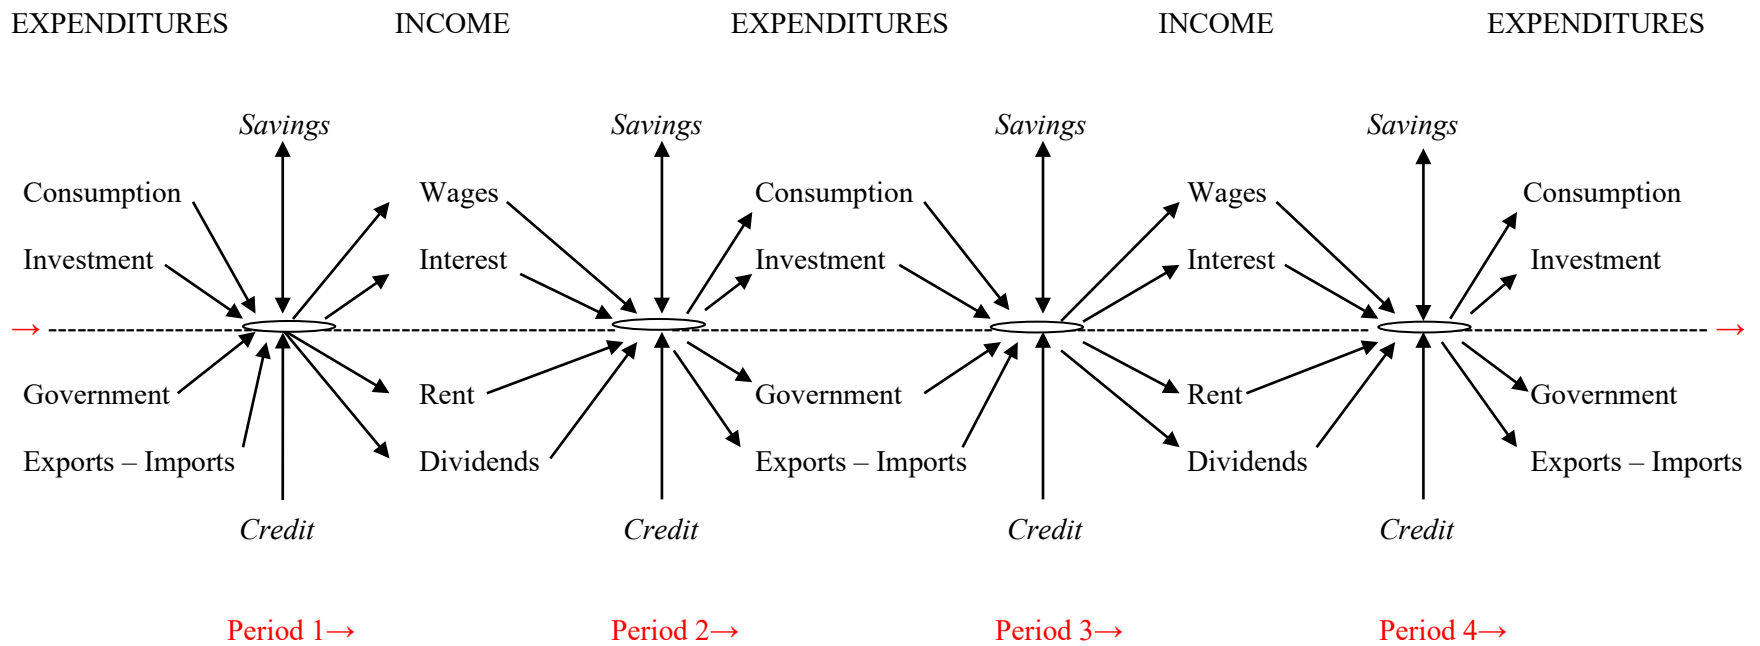 EXPENDITURES INCOME EXPENDITURES INCOME EXPENDITURES
Savings Savings Savings Savings
Consumption Wages Consumption Wages Consumption
Investment Interest Investment Interest Investment
→ →
Government Rent Government Rent Government
Exports – Imports Dividends Exports – Imports Dividends Exports – Imports
Credit Credit Credit Credit
Period 1→ Period 2→ Period 3→ Period 4→